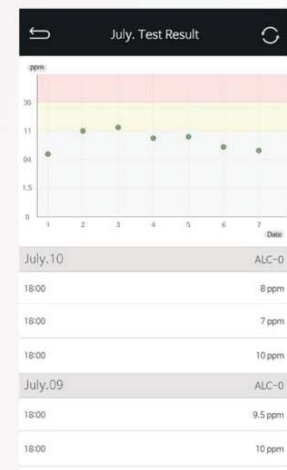 July. Test Result
ppm
30
11
04
1.5
0
1 2 3 4 5 6 7
Date
July.10 ALC-0
18:00 8 ppm
18:00 7 ppm
18:00 10 ppm
July.09 ALC-0
18:00 9.5 ppm
18:00 10 ppm